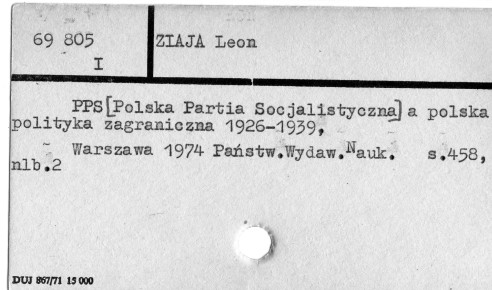 69 805
I
ZIAJA Leon
PPS[Polska Partia Socjalistyczna] a polska
polityka zagraniczna 1926-1939,
Warszawa 1974 Państw.Wydaw.Nauk. s.458,
nlb.2
DUJ 867/71 15 000